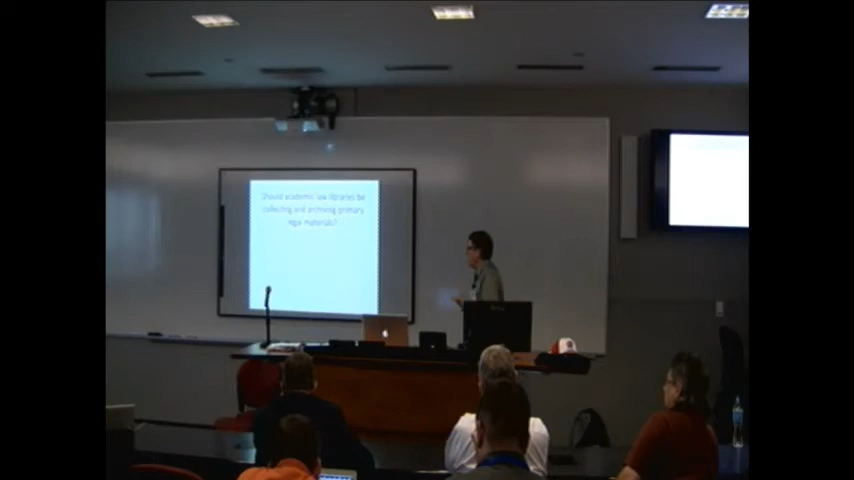 Should academic law libraries be
collecting and archiving primary
legal materials?